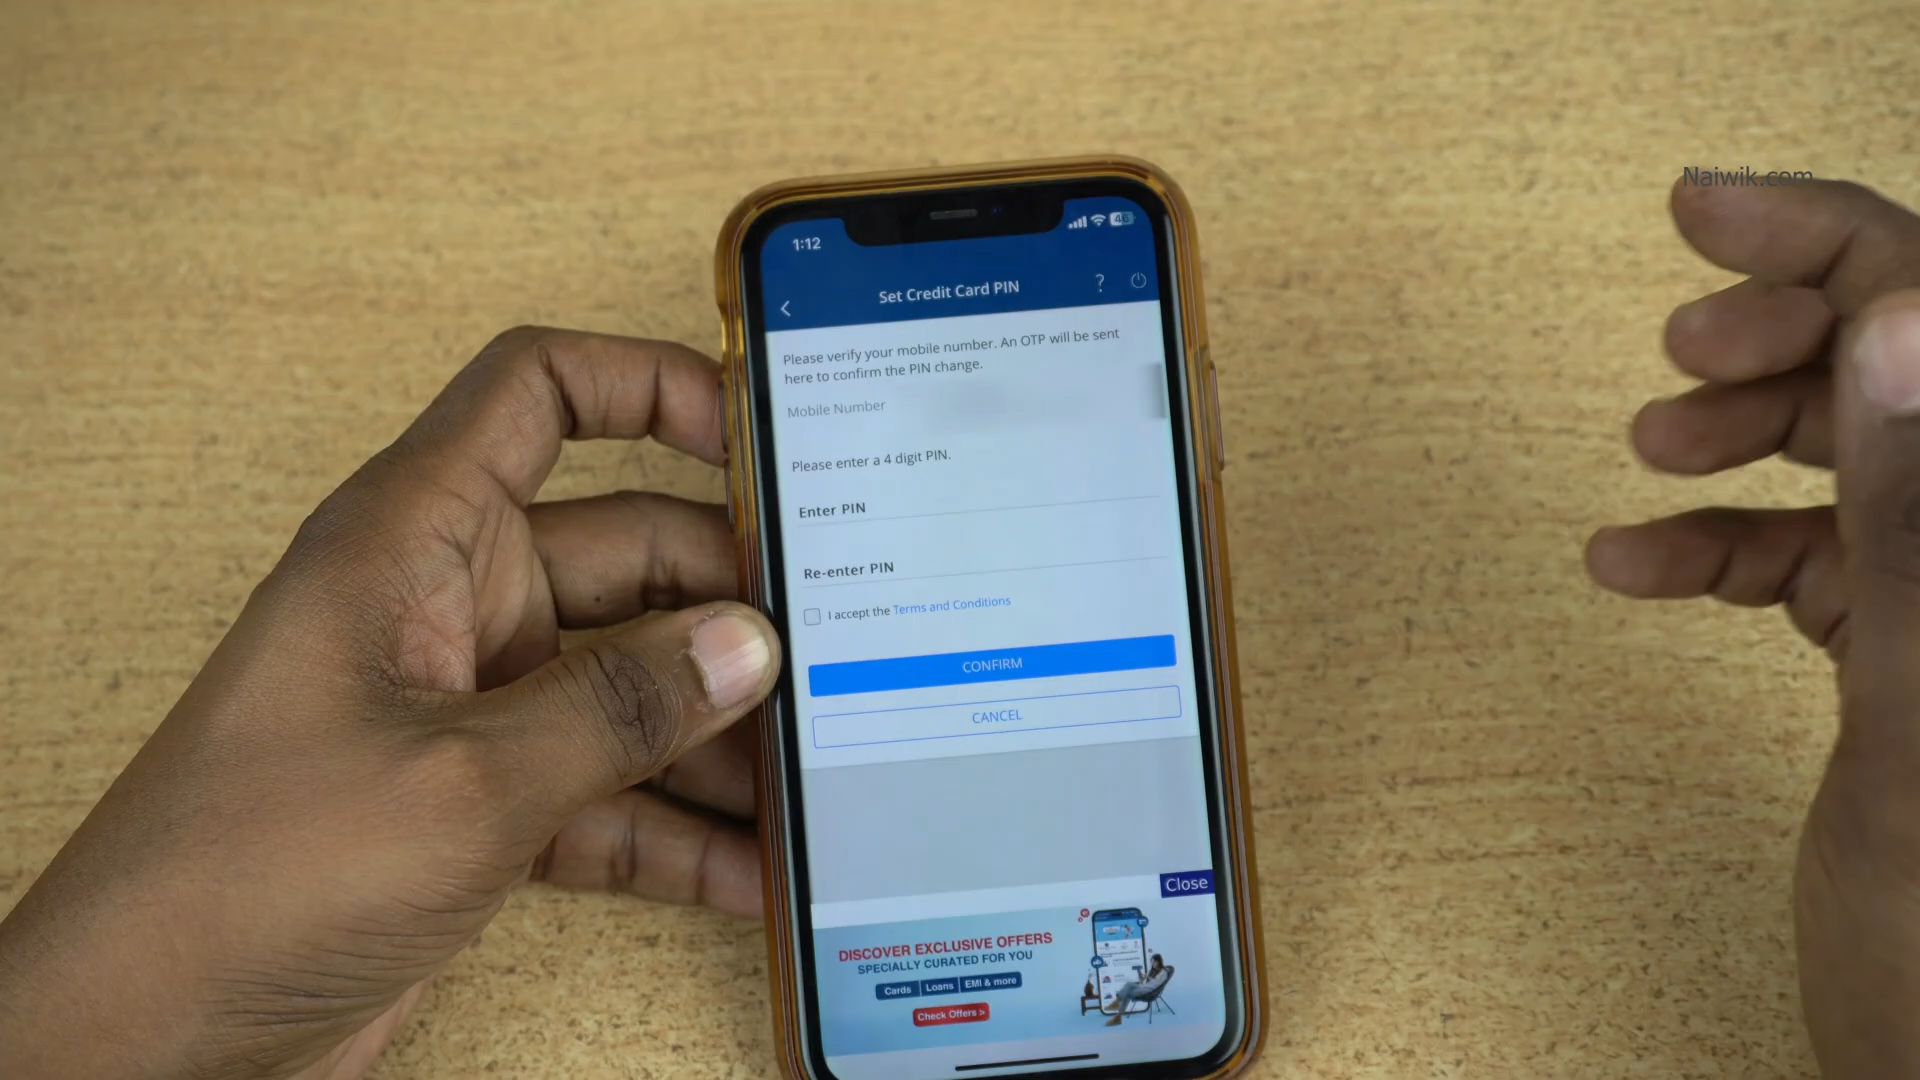 Naiwik.com
1:12
46
Set Credit Card PIN
?
Please verify your mobile number. An OTP will be sent
here to confirm the PIN change.
Mobile Number
Please enter a 4 digit PIN.
Enter PIN
Re-enter PIN
I accept the Terms and Conditions
CONFIRM
CANCEL
Close
DISCOVER EXCLUSIVE OFFERS
SPECIALLY CURATED FOR YOU
Cards Loans EMI & more
Check Offers >